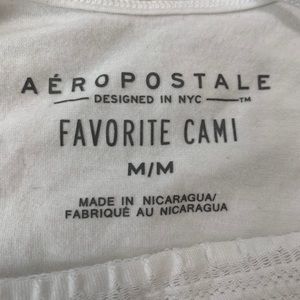 AÉROPOSTALE
DESIGNED IN NYC ™
FAVORITE CAMI
M/M
MADE IN NICARAGUA/
FABRIQUÉ AU NICARAGUA